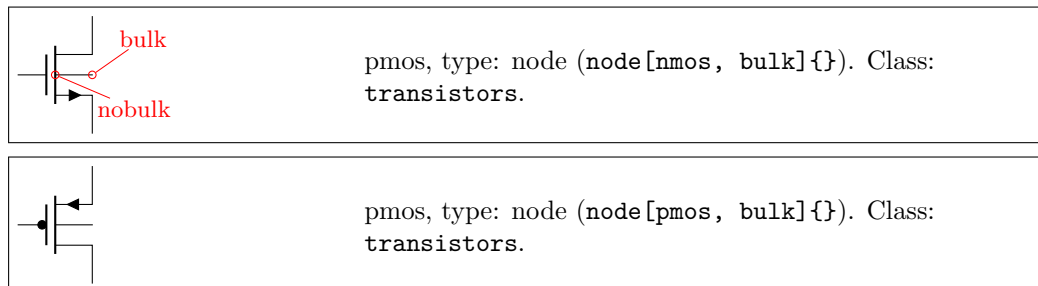 bulk
nobulk
pmos, type: node (node[nmos, bulk]{}). Class:
transistors.
pmos, type: node (node[pmos, bulk]{}). Class:
transistors.